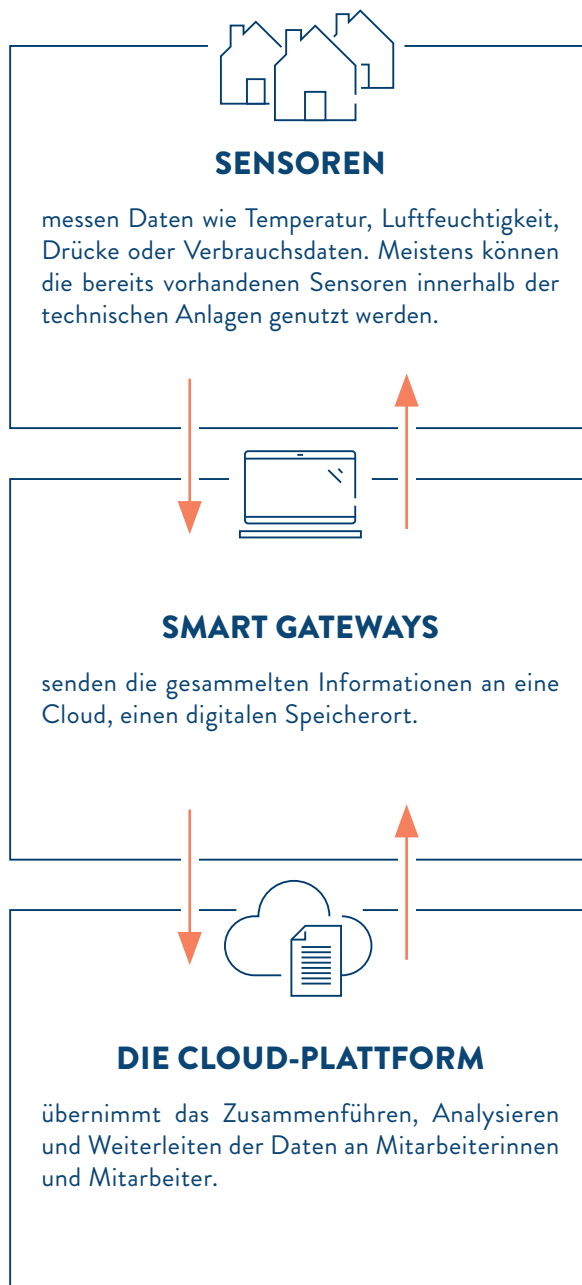 SENSOREN
messen Daten wie Temperatur, Luftfeuchtigkeit,
Drücke oder Verbrauchsdaten. Meistens können
die bereits vorhandenen Sensoren innerhalb der
technischen Anlagen genutzt werden.
SMART GATEWAYS
senden die gesammelten Informationen an eine
Cloud, einen digitalen Speicherort.
DIE CLOUD-PLATTFORM
übernimmt das Zusammenführen, Analysieren
und Weiterleiten der Daten an Mitarbeiterinnen
und Mitarbeiter.